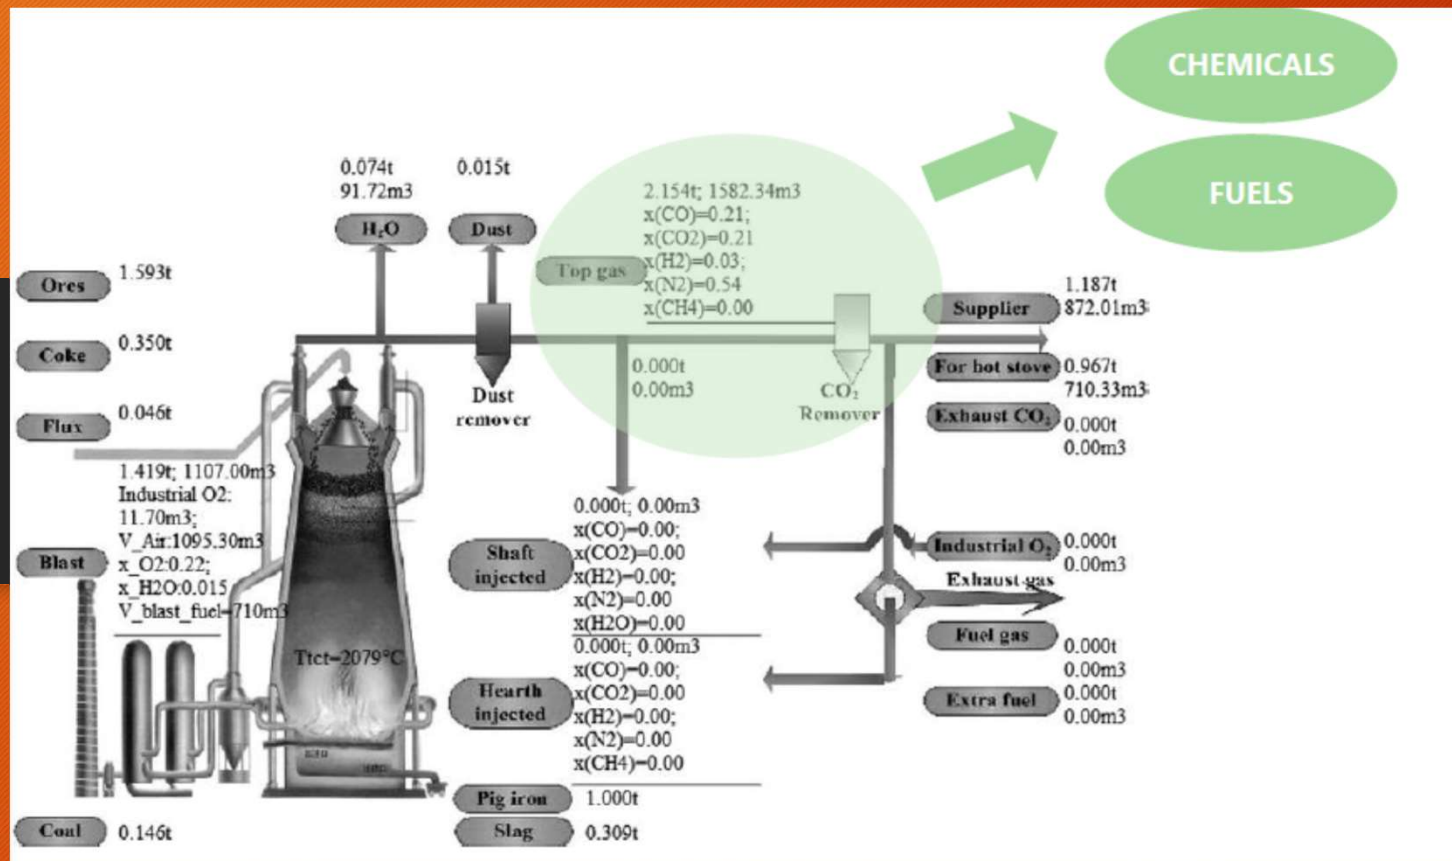 CHEMICALS
FUELS
0.074t
91.72m3
H₂O
0.015t
Dust
2.154t; 1582.34m3
x(CO)=0.21;
x(CO2)=0.21
x(H2)=0.03;
x(N2)=0.54
x(CH4)=0.00
Top gas
Ores
1.593t
Coke
0.350t
Flux
0.046t
Dust
remover
0.000t
0.00m3
CO₂
Remover
Supplier
1.187t
872.01m3
For hot stove
0.967t
710.33m3
Exhaust CO₂
0.000t
0.00m3
1.419t; 1107.00m3
Industrial O2:
11.70m3;
V_Air:1095.30m3
x_O2:0.22;
x_H2O:0.015
V_blast_fuel=710m3
Blast
Ttct=2079°C
Shaft
injected
0.000t; 0.00m3
x(CO)=0.00;
x(CO2)=0.00
x(H2)=0.00;
x(N2)=0.00
x(H2O)=0.00
Hearth
injected
0.000t; 0.00m3
x(CO)=0.00;
x(CO2)=0.00
x(H2)=0.00;
x(N2)=0.00
x(CH4)=0.00
Industrial O₂
0.000t
0.00m3
Exhaust gas
Fuel gas
0.000t
0.00m3
Extra fuel
0.000t
0.00m3
Pig iron
1.000t
Slag
0.309t
Coal
0.146t